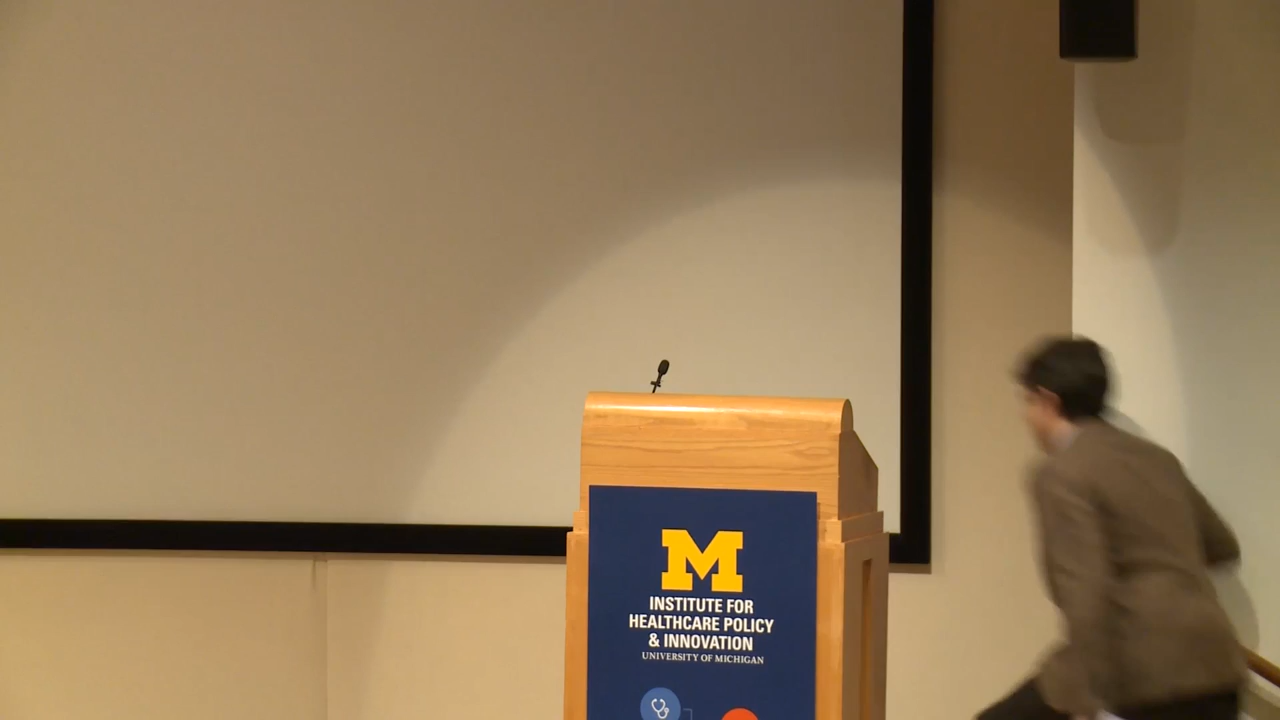 M
INSTITUTE FOR
HEALTHCARE POLICY
& INNOVATION
UNIVERSITY OF MICHIGAN